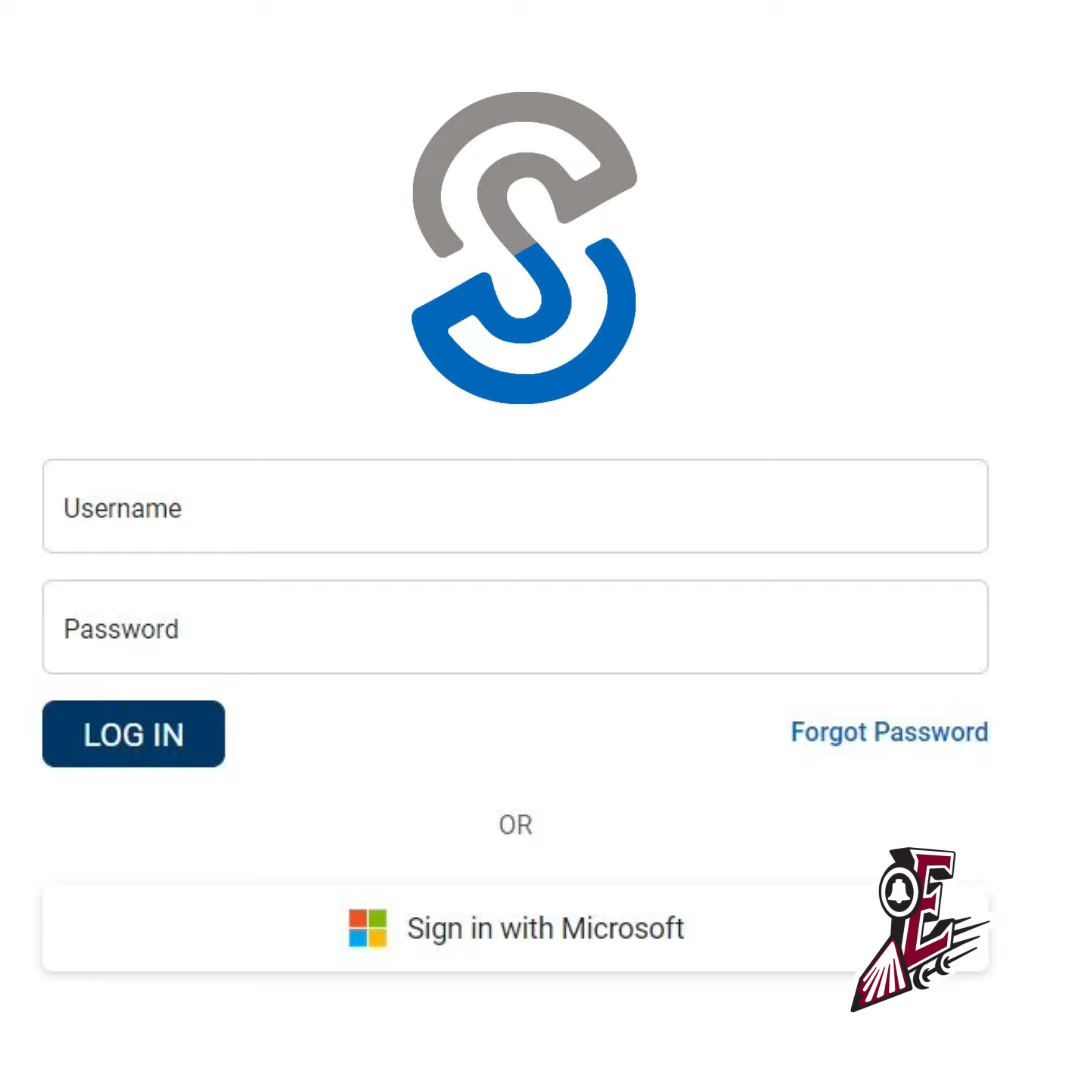 Username
Password
LOG IN
Forgot Password
OR
Sign in with Microsoft
E